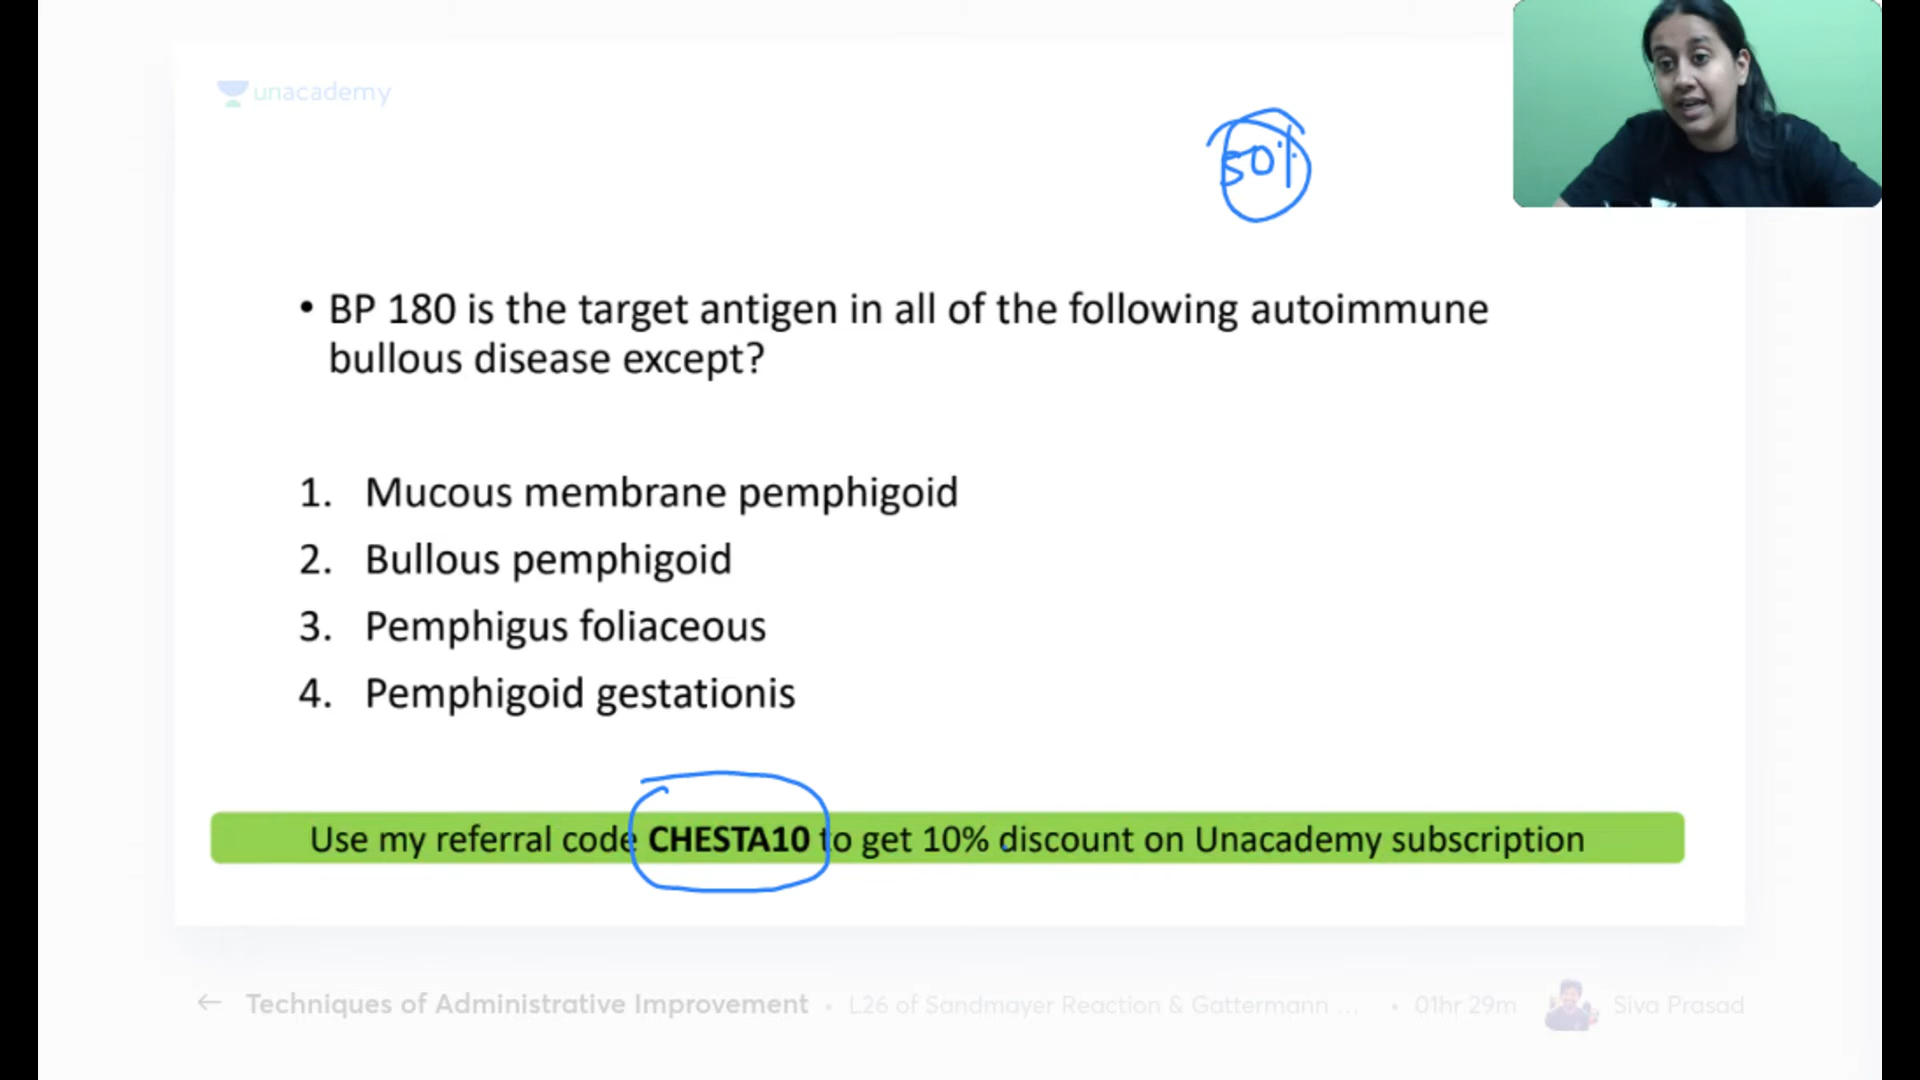 unacademy
50%
• BP 180 is the target antigen in all of the following autoimmune
bullous disease except?
1. Mucous membrane pemphigoid
2. Bullous pemphigoid
3. Pemphigus foliaceous
4. Pemphigoid gestationis
Use my referral code CHESTA10 to get 10% discount on Unacademy subscription
← Techniques of Administrative Improvement • L26 of Sandmayer Reaction & Gattermann ... • 01hr 29m Siva Prasad